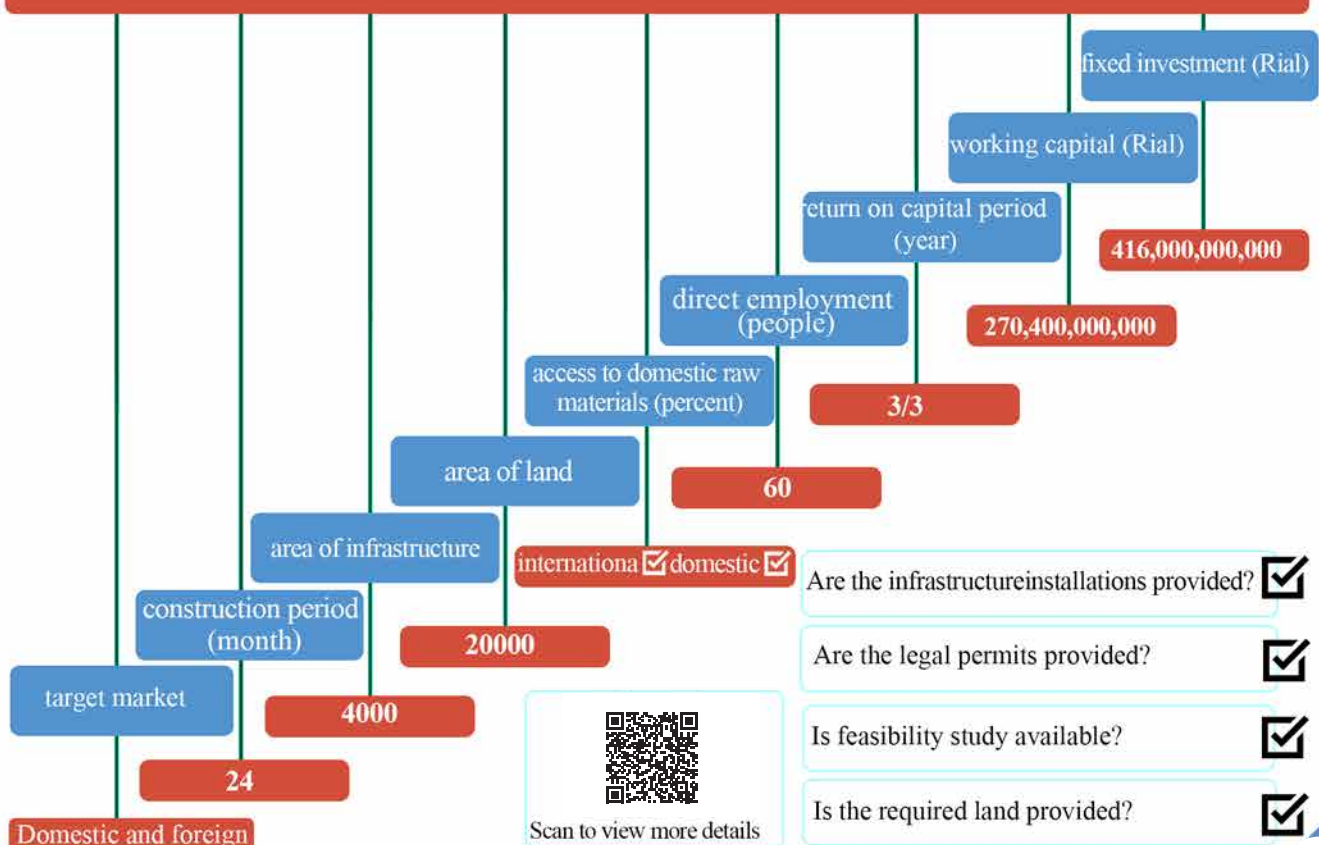 fixed investment (Rial)
416,000,000,000
working capital (Rial)
270,400,000,000
return on capital period
(year)
3/3
direct employment
(people)
60
access to domestic raw
materials (percent)
internationa ☑ domestic ☑
area of land
20000
area of infrastructure
4000
construction period
(month)
24
target market
Domestic and foreign
Are the infrastructureinstallations provided? ☑
Are the legal permits provided? ☑
Is feasibility study available? ☑
Is the required land provided? ☑
Scan to view more details